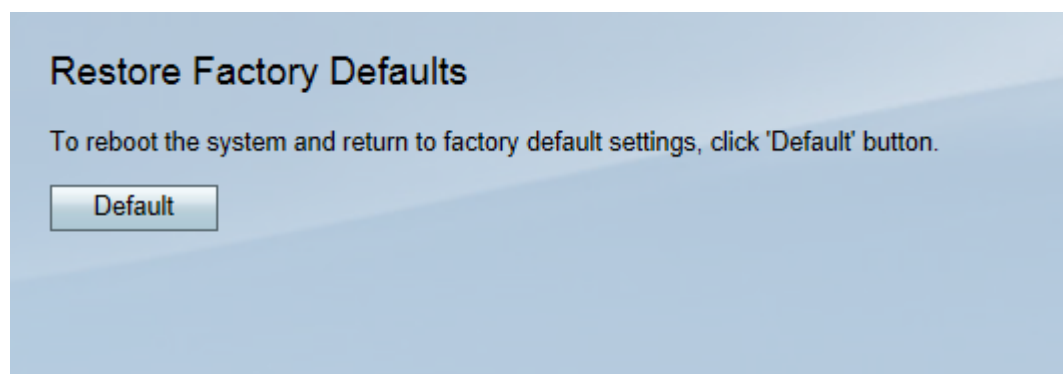 Restore Factory Defaults
To reboot the system and return to factory default settings, click 'Default' button.
Default